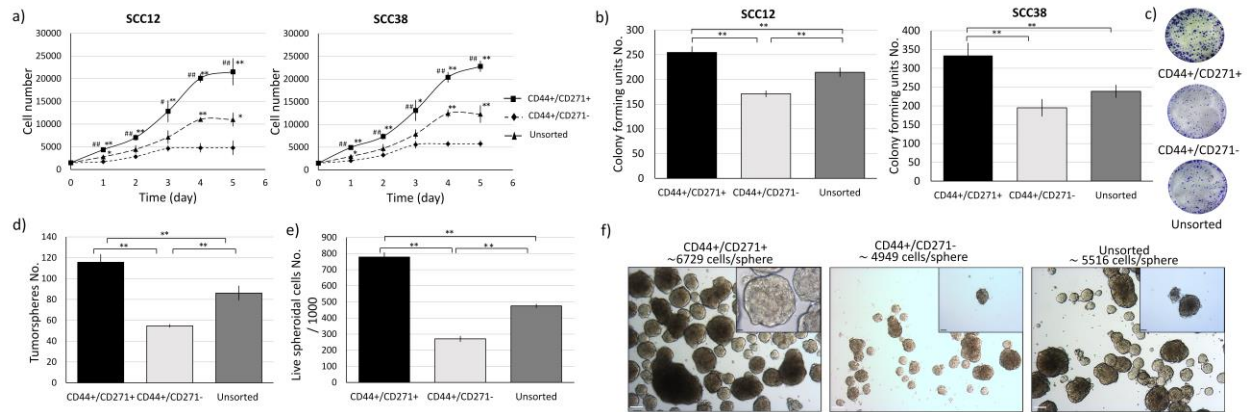 a)
SCC12
SCC38
30000
25000
20000
15000
10000
5000
0
Cell number
0 1 2 3 4 5 6
Time (day)
## **
*
## **
# **
## **
**
## **
*
30000
25000
20000
15000
10000
5000
0
Cell number
0 1 2 3 4 5 6
Time (day)
## **
*
## **
## *
## **
**
## **
**
CD44+/CD271+
CD44+/CD271-
Unsorted
b)
SCC12
SCC38
300
250
200
150
100
50
0
Colony forming units No.
**
** **
CD44+/CD271+ CD44+/CD271- Unsorted
400
350
300
250
200
150
100
50
0
Colony forming units No.
**
**
CD44+/CD271+ CD44+/CD271- Unsorted
c)
CD44+/CD271+
CD44+/CD271-
Unsorted
d)
140
120
100
80
60
40
20
0
Tumorspheres No.
**
** **
CD44+/CD271+ CD44+/CD271- Unsorted
e)
900
800
700
600
500
400
300
200
100
0
Live spheroidal cells No.
/ 1000
**
** **
CD44+/CD271+ CD44+/CD271- Unsorted
f)
CD44+/CD271+
~6729 cells/sphere
CD44+/CD271-
~ 4949 cells/sphere
Unsorted
~ 5516 cells/sphere